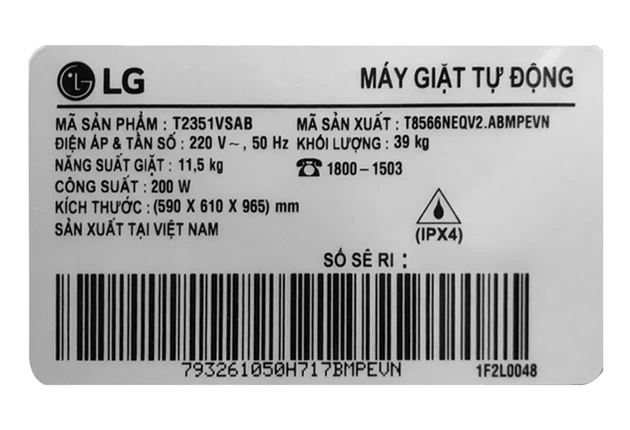 LG MÁY GIẶT TỰ ĐỘNG
MÃ SẢN PHẨM : T2351VSAB MÃ SẢN XUẤT : T8566NEQV2.ABMPEVN
ĐIỆN ÁP & TẦN SỐ : 220 V~, 50 Hz KHỐI LƯỢNG : 39 kg
NĂNG SUẤT GIẶT : 11,5 kg ☎ 1800-1503
CÔNG SUẤT : 200 W
KÍCH THƯỚC : (590 X 610 X 965) mm
SẢN XUẤT TẠI VIỆT NAM (IPX4)
SỐ SÊ RI :
793261050H717BMPEVN 1F2L0048